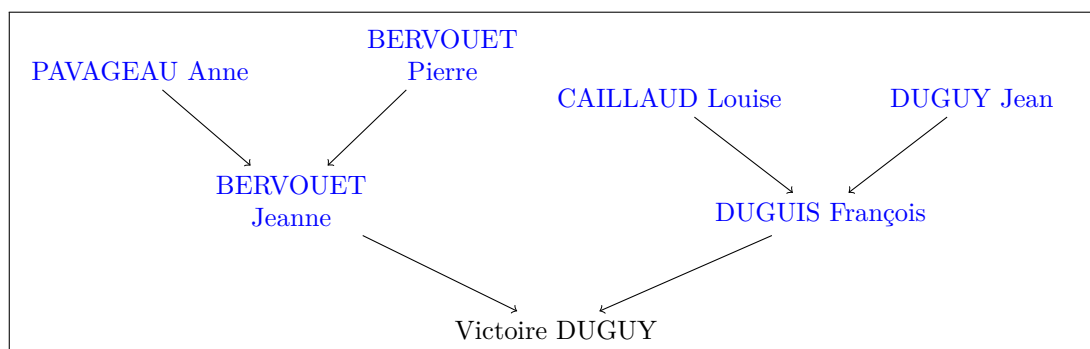 PAVAGEAU Anne
BERVOUET
Pierre
CAILLAUD Louise
DUGUY Jean
BERVOUET
Jeanne
DUGUIS François
Victoire DUGUY